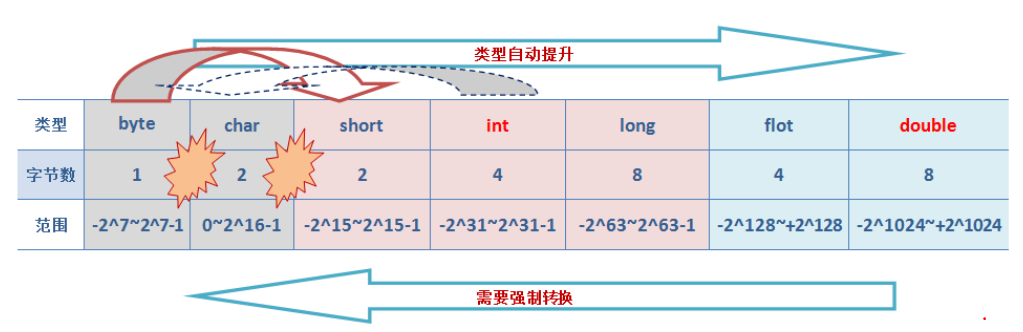 类型自动提升
类型 byte char short int long flot double
字节数 1 2 2 4 8 4 8
范围 -2^7~2^7-1 0~2^16-1 -2^15~2^15-1 -2^31~2^31-1 -2^63~2^63-1 -2^128~+2^128 -2^1024~+2^1024
需要强制转换